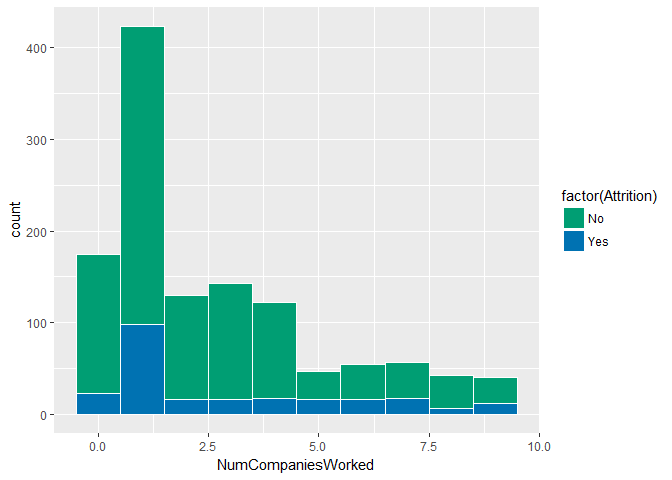 count
400
300
200
100
0
0.0 2.5 5.0 7.5 10.0
NumCompaniesWorked
factor(Attrition)
No
Yes